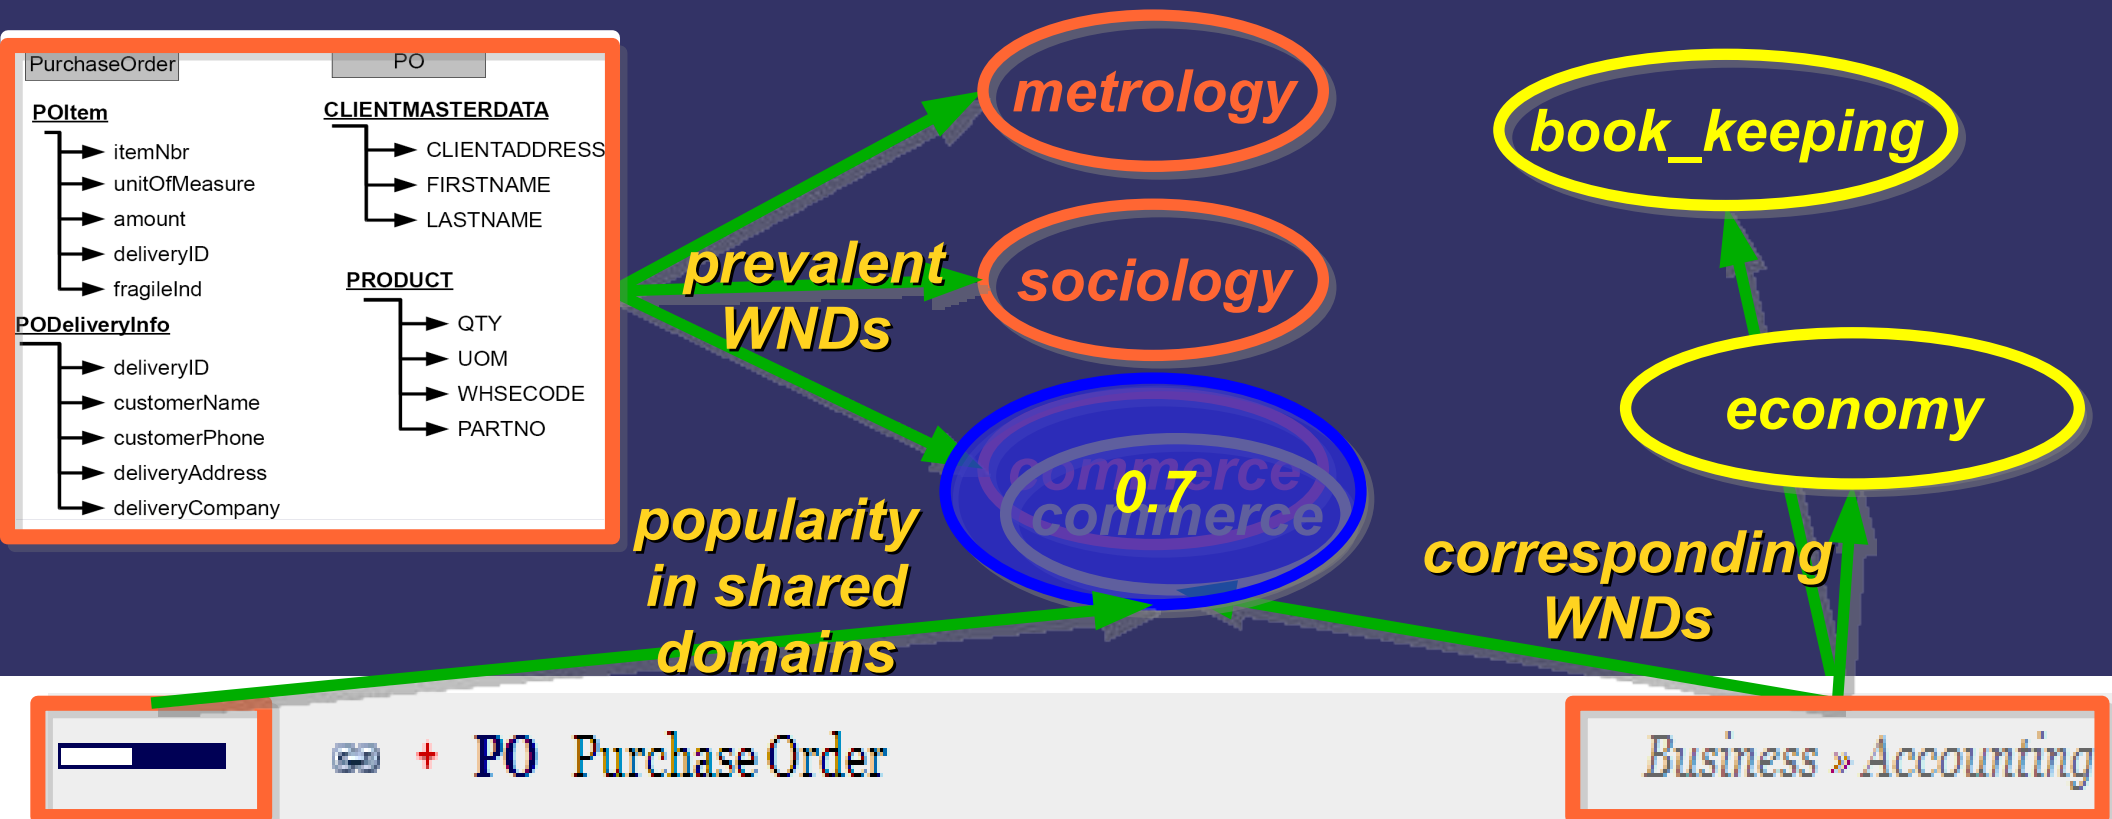 PurchaseOrder
POItem
itemNbr
unitOfMeasure
amount
deliveryID
fragileInd
PODeliveryInfo
deliveryID
customerName
customerPhone
deliveryAddress
deliveryCompany
PO
CLIENTMASTERDATA
CLIENTADDRESS
FIRSTNAME
LASTNAME
PRODUCT
QTY
UOM
WHSECODE
PARTNO
prevalent
WNDs
metrology
sociology
commerce
0.7
commerce
book_keeping
economy
popularity
in shared
domains
corresponding
WNDs
+ PO Purchase Order
Business » Accounting